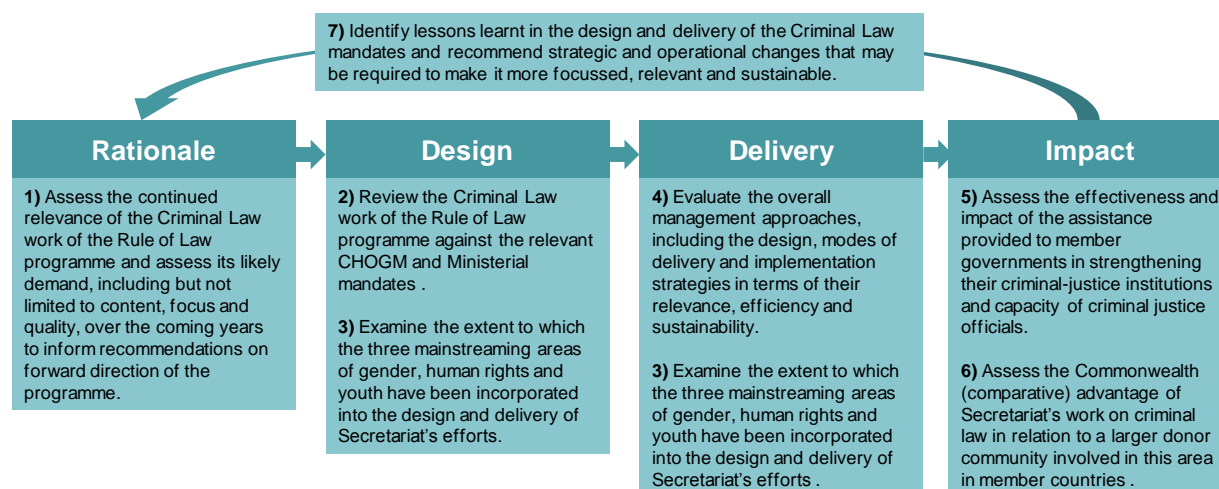 7) Identify lessons learnt in the design and delivery of the Criminal Law
mandates and recommend strategic and operational changes that may
be required to make it more focussed, relevant and sustainable.
Rationale
1) Assess the continued
relevance of the Criminal Law
work of the Rule of Law
programme and assess its likely
demand, including but not
limited to content, focus and
quality, over the coming years
to inform recommendations on
forward direction of the
programme.
Design
2) Review the Criminal Law
work of the Rule of Law
programme against the relevant
CHOGM and Ministerial
mandates .
3) Examine the extent to which
the three mainstreaming areas
of gender, human rights and
youth have been incorporated
into the design and delivery of
Secretariat's efforts.
Delivery
4) Evaluate the overall
management approaches,
including the design, modes of
delivery and implementation
strategies in terms of their
relevance, efficiency and
sustainability.
3) Examine the extent to which
the three mainstreaming areas
of gender, human rights and
youth have been incorporated
into the design and delivery of
Secretariat's efforts .
Impact
5) Assess the effectiveness and
impact of the assistance
provided to member
governments in strengthening
their criminal-justice institutions
and capacity of criminal justice
officials.
6) Assess the Commonwealth
(comparative) advantage of
Secretariat's work on criminal
law in relation to a larger donor
community involved in this area
in member countries .